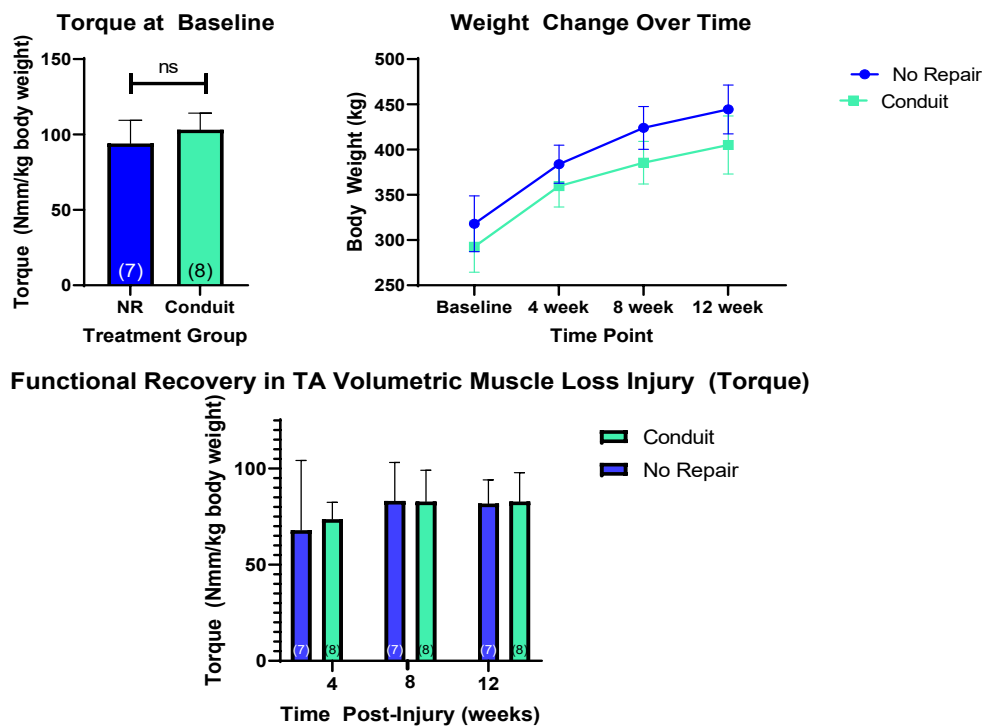 Torque at Baseline
Torque (Nmm/kg body weight)
150
100
50
0
ns
(7)
(8)
NR
Conduit
Treatment Group
Weight Change Over Time
Body Weight (kg)
500
450
400
350
300
250
Baseline
4 week
8 week
12 week
Time Point
No Repair
Conduit
Functional Recovery in TA Volumetric Muscle Loss Injury (Torque)
Torque (Nmm/kg body weight)
100
50
0
(7)
(8)
(7)
(8)
(7)
(8)
4
8
12
Time Post-Injury (weeks)
Conduit
No Repair